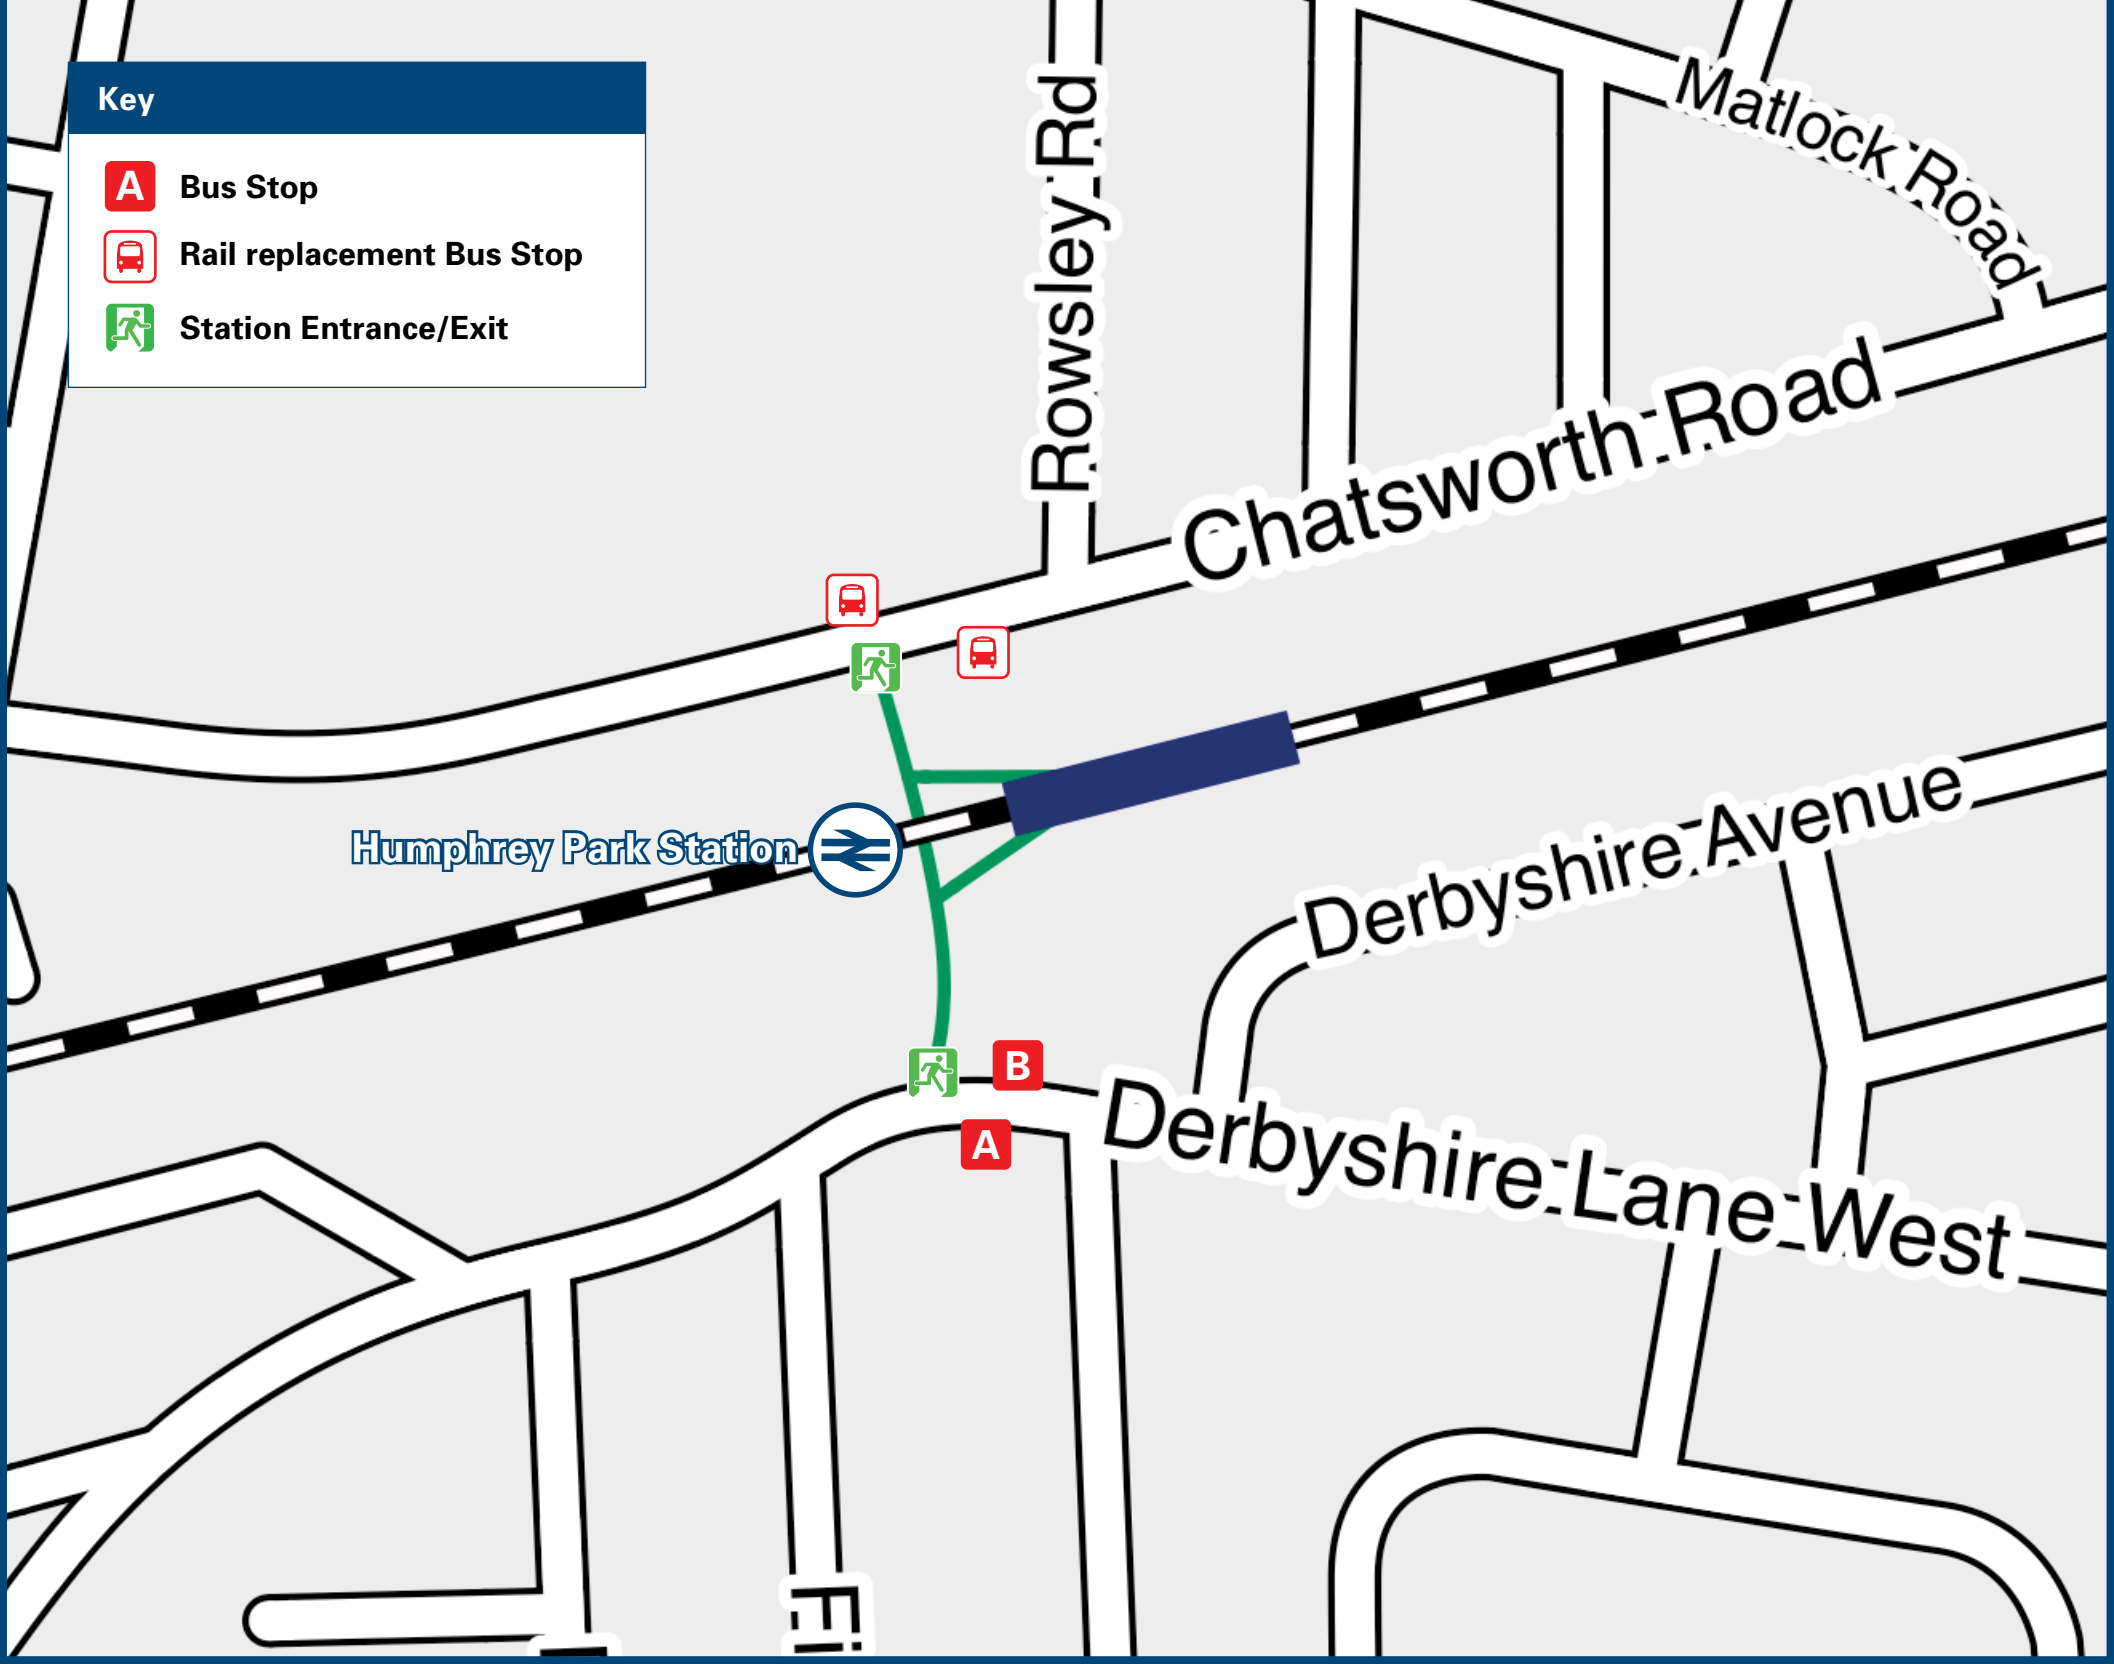 Key
A Bus Stop
Rail replacement Bus Stop
Station Entrance/Exit
Matlock Road
Rowsley Rd
Chatsworth Road
Humphrey Park Station
Derbyshire Avenue
B
A
Derbyshire Lane West
Fi